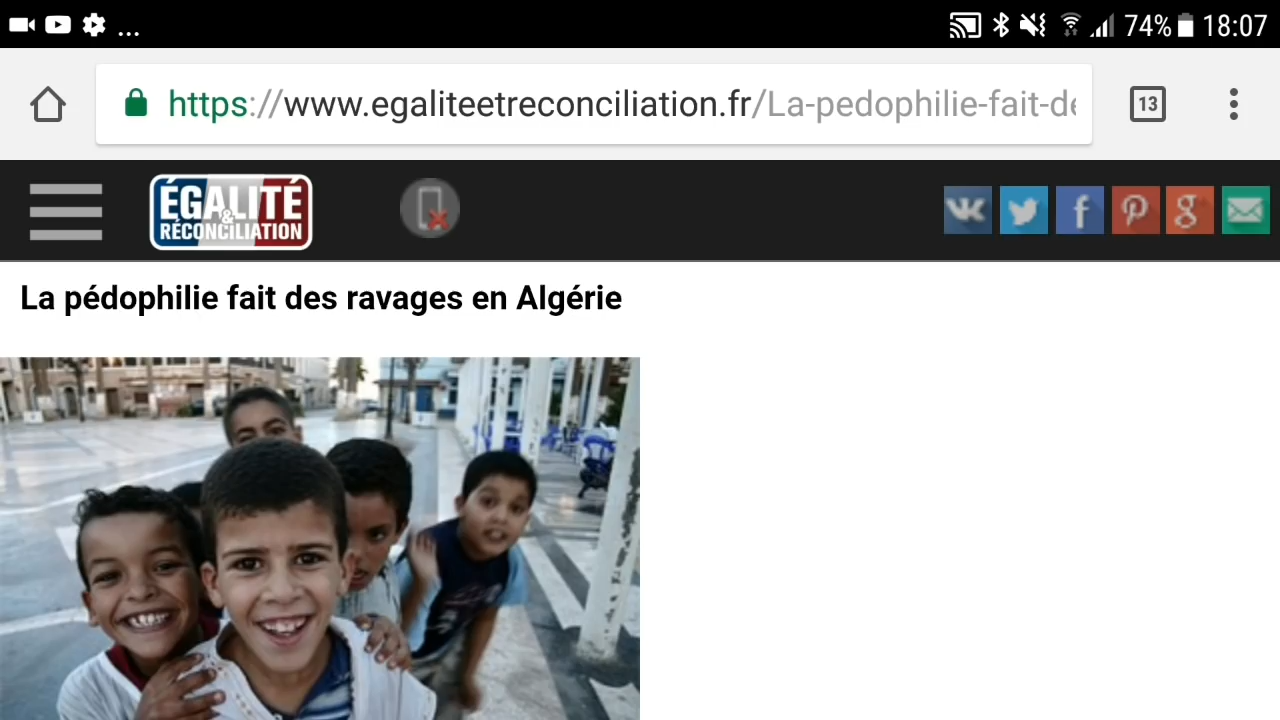 ... 74% 18:07
https://www.egaliteetreconciliation.fr/La-pedophilie-fait-de
13
ÉGALITÉ
&
RÉCONCILIATION
La pédophilie fait des ravages en Algérie